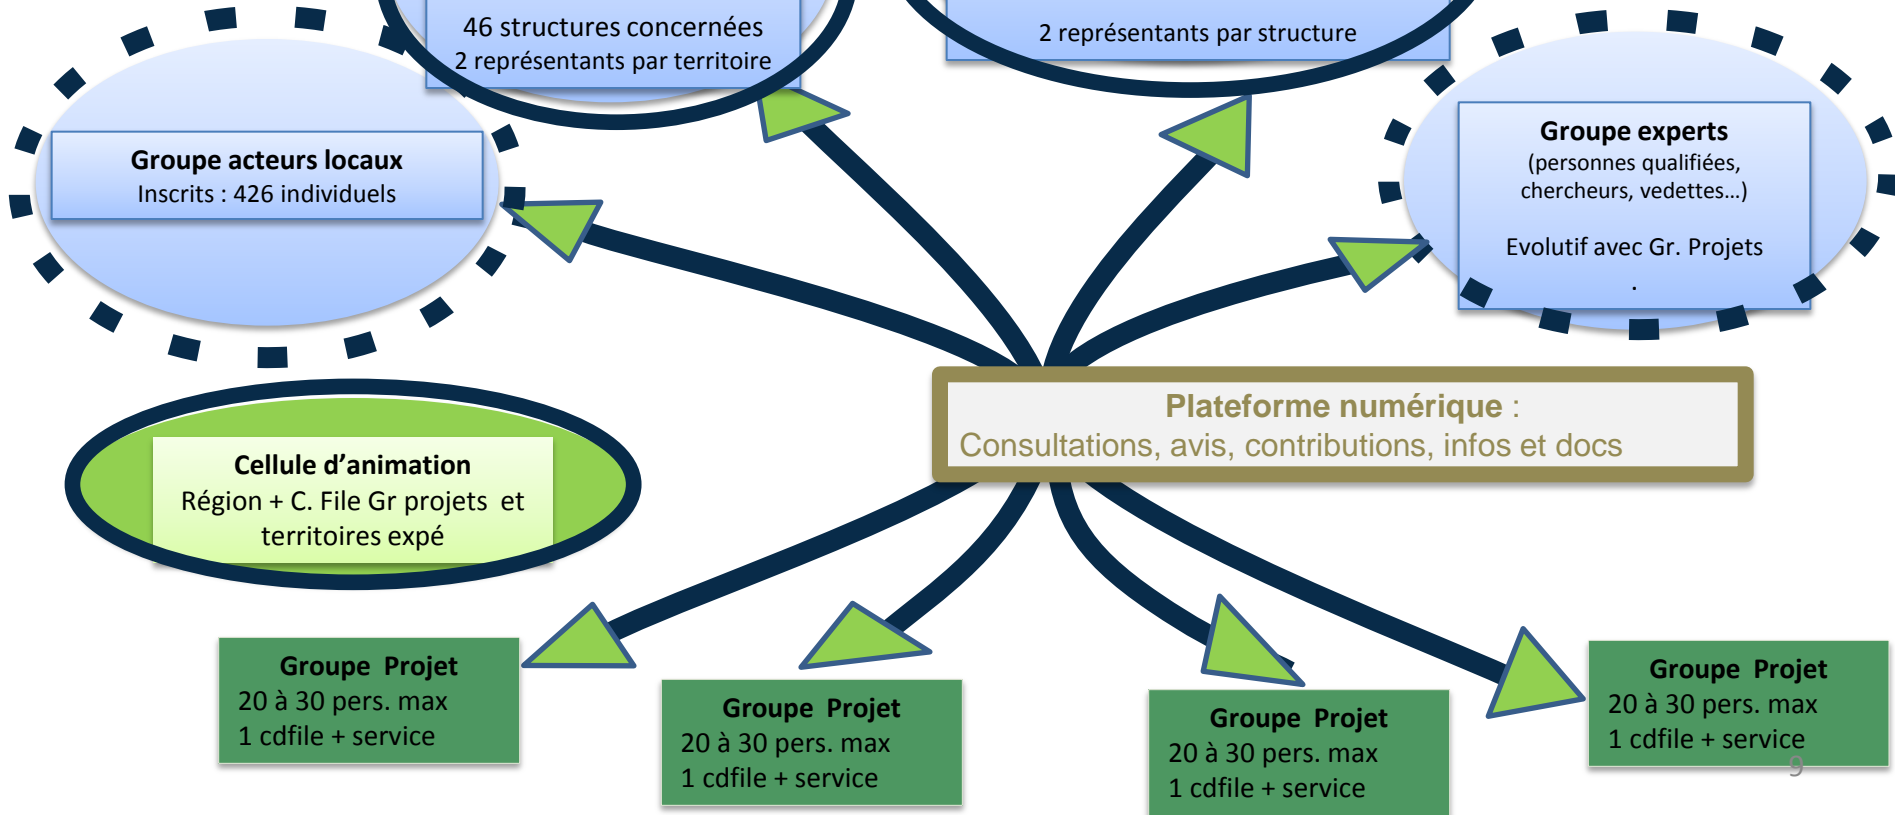 46 structures concernées
2 représentants par territoire
2 représentants par structure
Groupe acteurs locaux
Inscrits : 426 individuels
Groupe experts
(personnes qualifiées,
chercheurs, vedettes...)
Evolutif avec Gr. Projets
.
Plateforme numérique :
Consultations, avis, contributions, infos et docs
Cellule d’animation
Région + C. File Gr projets et
territoires expé
Groupe Projet
20 à 30 pers. max
1 cdfile + service
Groupe Projet
20 à 30 pers. max
1 cdfile + service
Groupe Projet
20 à 30 pers. max
1 cdfile + service
Groupe Projet
20 à 30 pers. max
1 cdfile + service
9